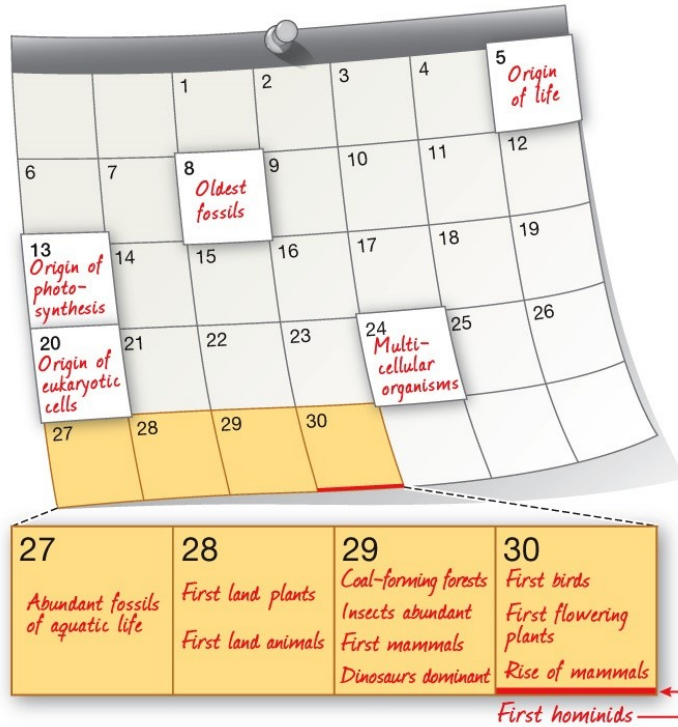 1
2
3
4
5
Origin
of life
6
7
8
Oldest
fossils
9
10
11
12
13
Origin of
photo-
synthesis
14
15
16
17
18
19
20
Origin of
eukaryotic
cells
21
22
23
24
Multi-
cellular
organisms
25
26
27
28
29
30
27
Abundant fossils
of aquatic life
28
First land plants
First land animals
29
Coal-forming forests
Insects abundant
First mammals
Dinosaurs dominant
30
First birds
First flowering
plants
Rise of mammals
First hominids